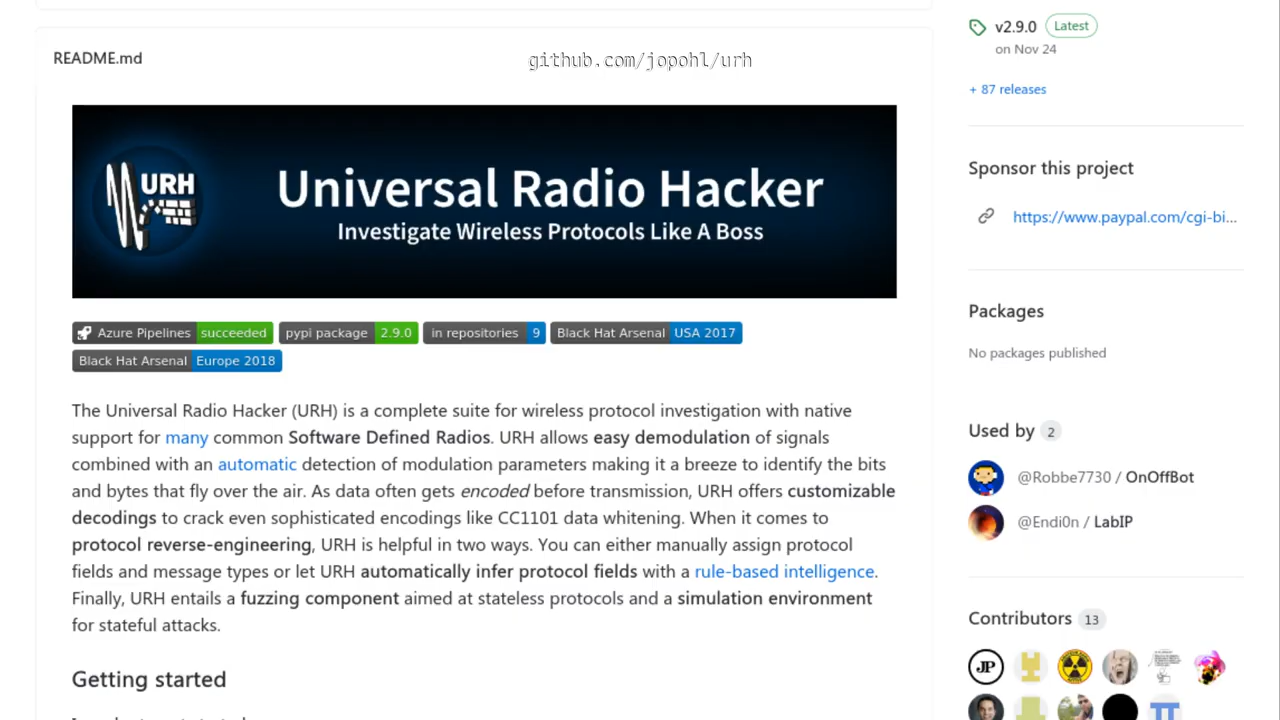 README.md
github.com/jopohl/urh
URH
Universal Radio Hacker
Investigate Wireless Protocols Like A Boss
Azure Pipelines succeeded pypi package 2.9.0 in repositories 9 Black Hat Arsenal USA 2017
Black Hat Arsenal Europe 2018
The Universal Radio Hacker (URH) is a complete suite for wireless protocol investigation with native
support for many common Software Defined Radios. URH allows easy demodulation of signals
combined with an automatic detection of modulation parameters making it a breeze to identify the bits
and bytes that fly over the air. As data often gets encoded before transmission, URH offers customizable
decodings to crack even sophisticated encodings like CC1101 data whitening. When it comes to
protocol reverse-engineering, URH is helpful in two ways. You can either manually assign protocol
fields and message types or let URH automatically infer protocol fields with a rule-based intelligence.
Finally, URH entails a fuzzing component aimed at stateless protocols and a simulation environment
for stateful attacks.
Getting started
v2.9.0 Latest
on Nov 24
+ 87 releases
Sponsor this project
https://www.paypal.com/cgi-bi...
Packages
No packages published
Used by 2
@Robbe7730 / OnOffBot
@Endi0n / LabIP
Contributors 13
JP